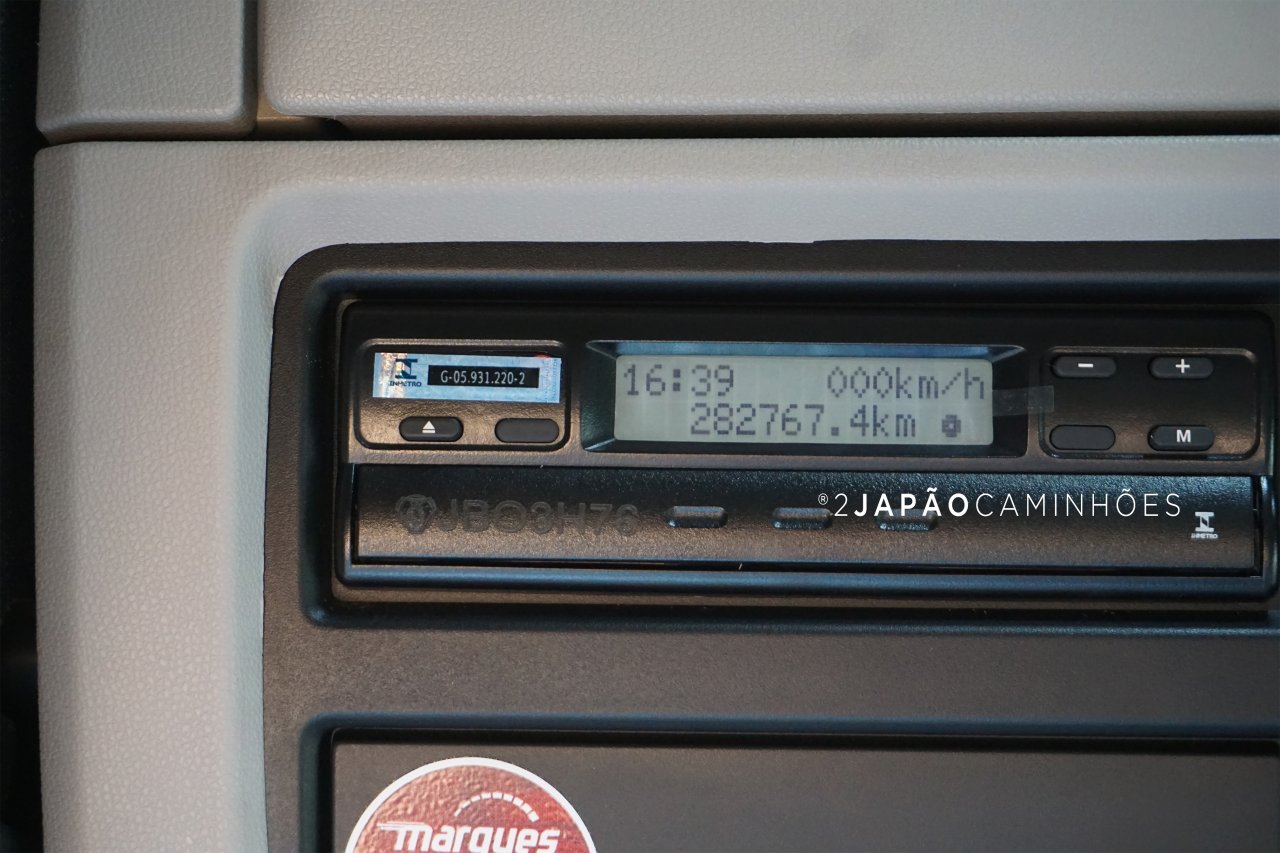 INMETRO
G-05.931.220-2
16:39 000km/h
282767.4km
- +
M
JBO3H76
®2JAPÃOCAMINHÕES
INMETRO
marques